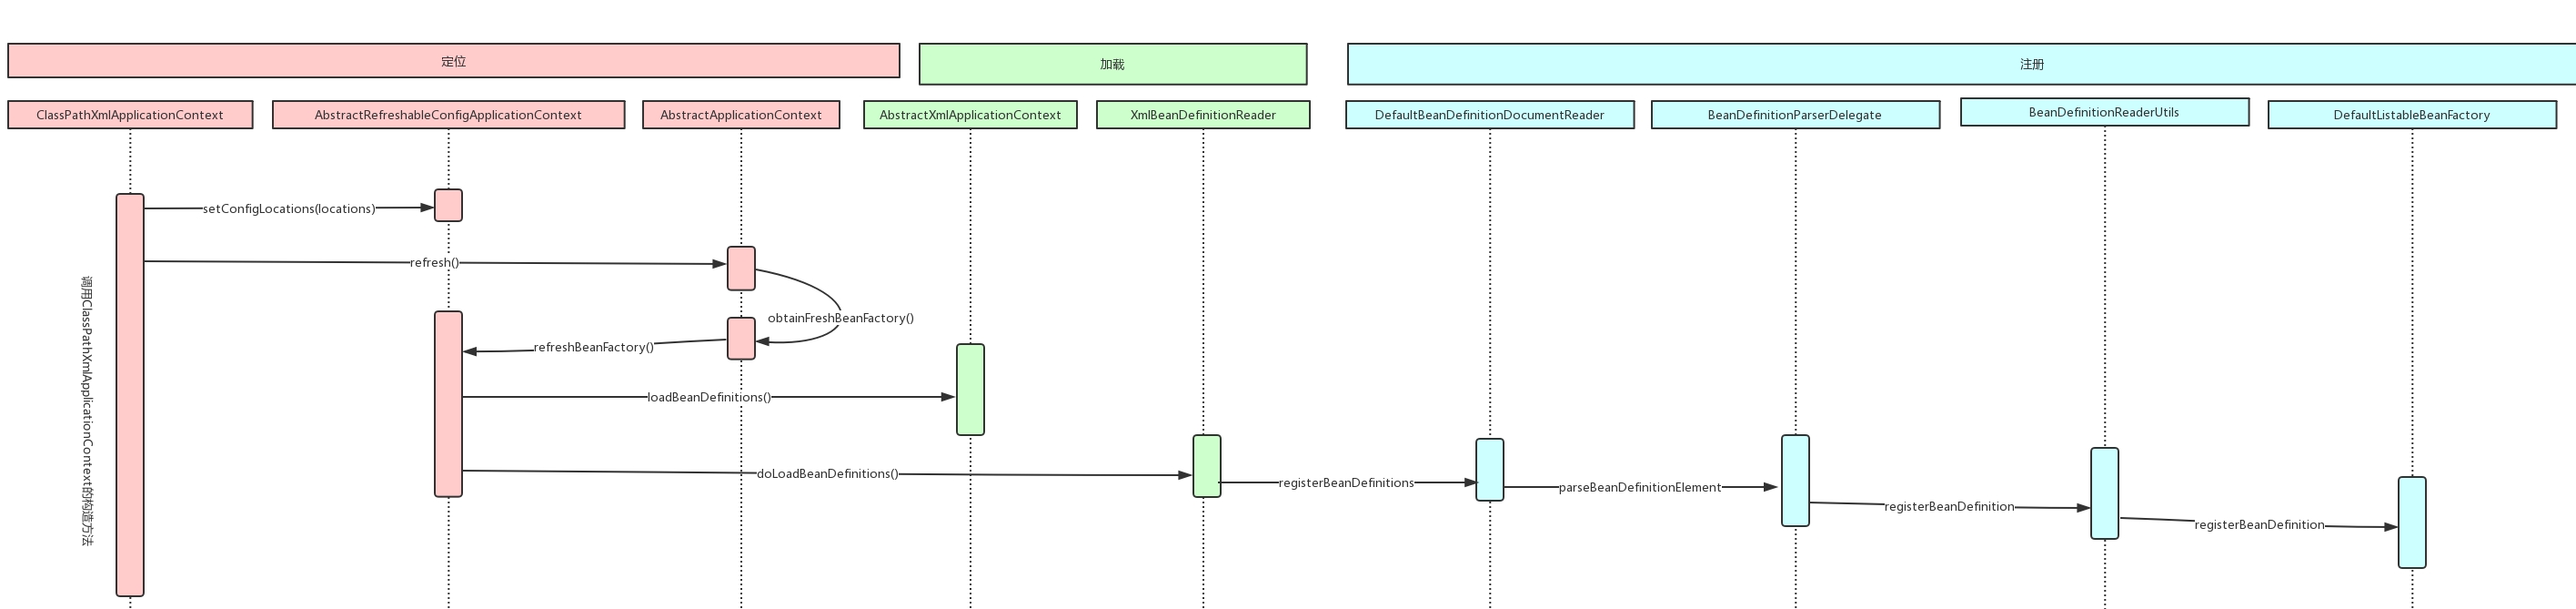 定位
加载
注册
ClassPathXmlApplicationContext
AbstractRefreshableConfigApplicationContext
AbstractApplicationContext
AbstractXmlApplicationContext
XmlBeanDefinitionReader
DefaultBeanDefinitionDocumentReader
BeanDefinitionParserDelegate
BeanDefinitionReaderUtils
DefaultListableBeanFactory
setConfigLocations(locations)
refresh()
调用ClassPathXmlApplicationContext的构造方法
obtainFreshBeanFactory()
refreshBeanFactory()
loadBeanDefinitions()
doLoadBeanDefinitions()
registerBeanDefinitions
parseBeanDefinitionElement
registerBeanDefinition
registerBeanDefinition